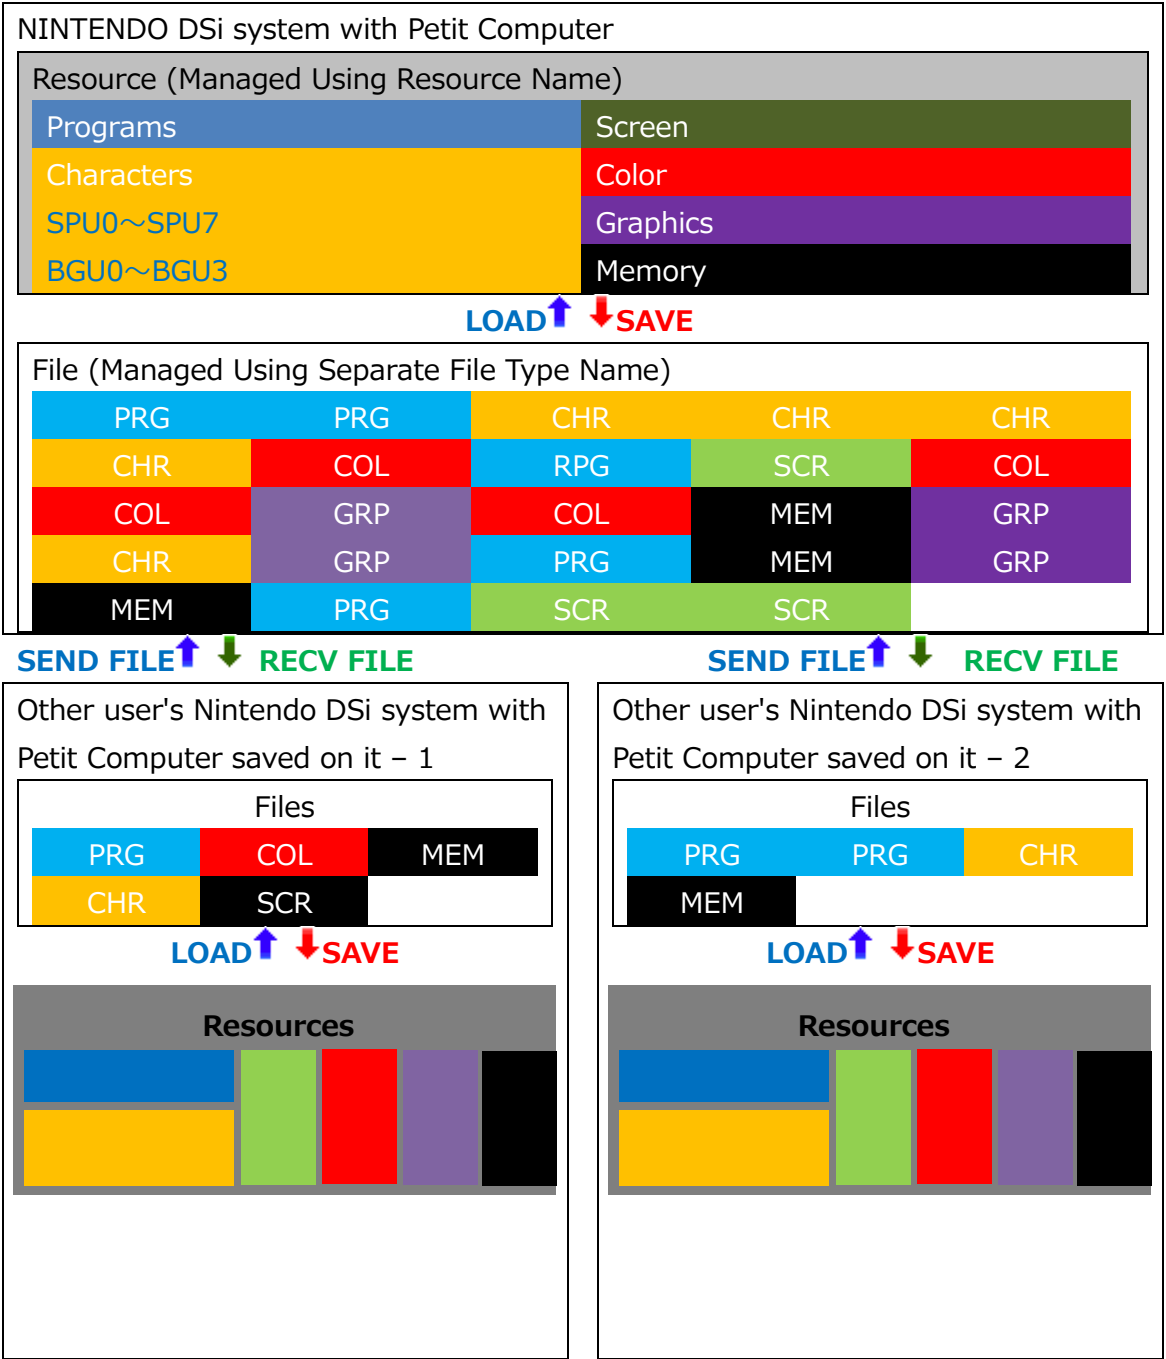 NINTENDO DSi system with Petit Computer
Resource (Managed Using Resource Name)
Programs Screen
Characters Color
SPU0～SPU7 Graphics
BGU0～BGU3 Memory
LOAD SAVE
File (Managed Using Separate File Type Name)
PRG PRG CHR CHR CHR
CHR COL RPG SCR COL
COL GRP COL MEM GRP
CHR GRP PRG MEM GRP
MEM PRG SCR SCR
SEND FILE RECV FILE SEND FILE RECV FILE
Other user's Nintendo DSi system with
Petit Computer saved on it – 1
Files
PRG COL MEM
CHR SCR
LOAD SAVE
Resources
Other user's Nintendo DSi system with
Petit Computer saved on it – 2
Files
PRG PRG CHR
MEM
LOAD SAVE
Resources